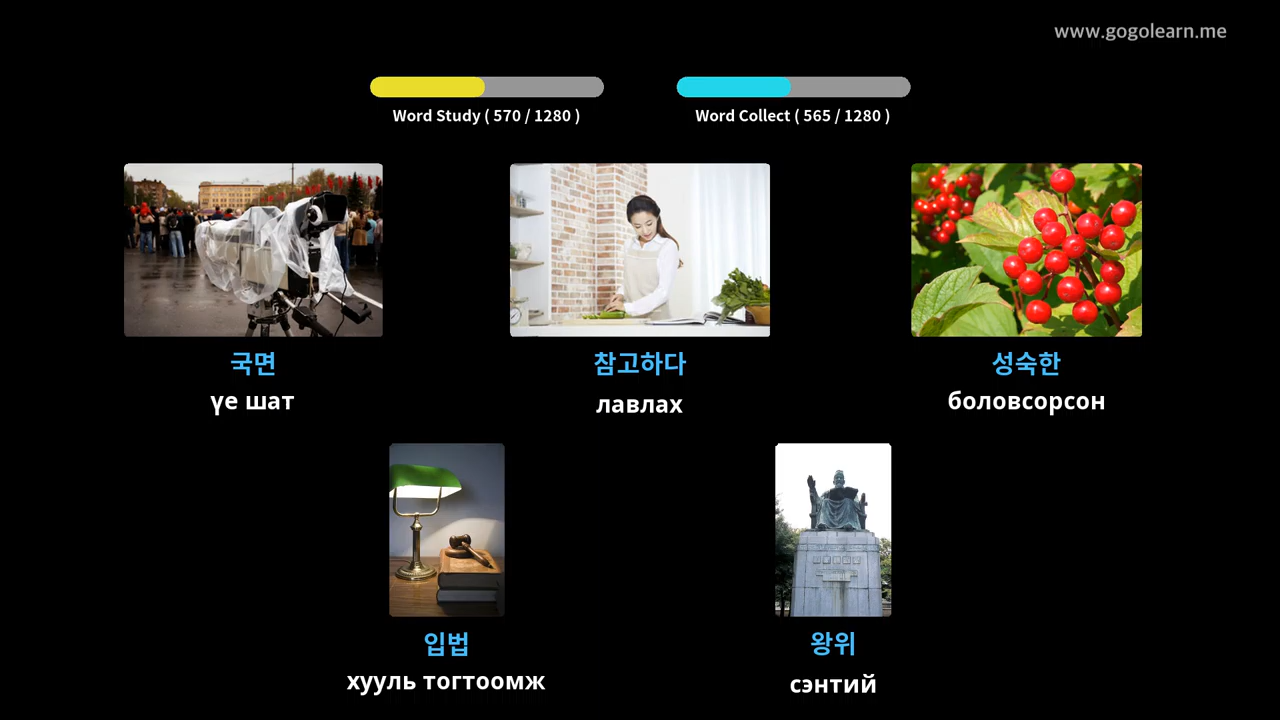 www.gogolearn.me
Word Study ( 570 / 1280 )
Word Collect ( 565 / 1280 )
국면
үе шат
참고하다
лавлах
성숙한
боловсорсон
입법
хууль тогтоомж
왕위
сэнтий